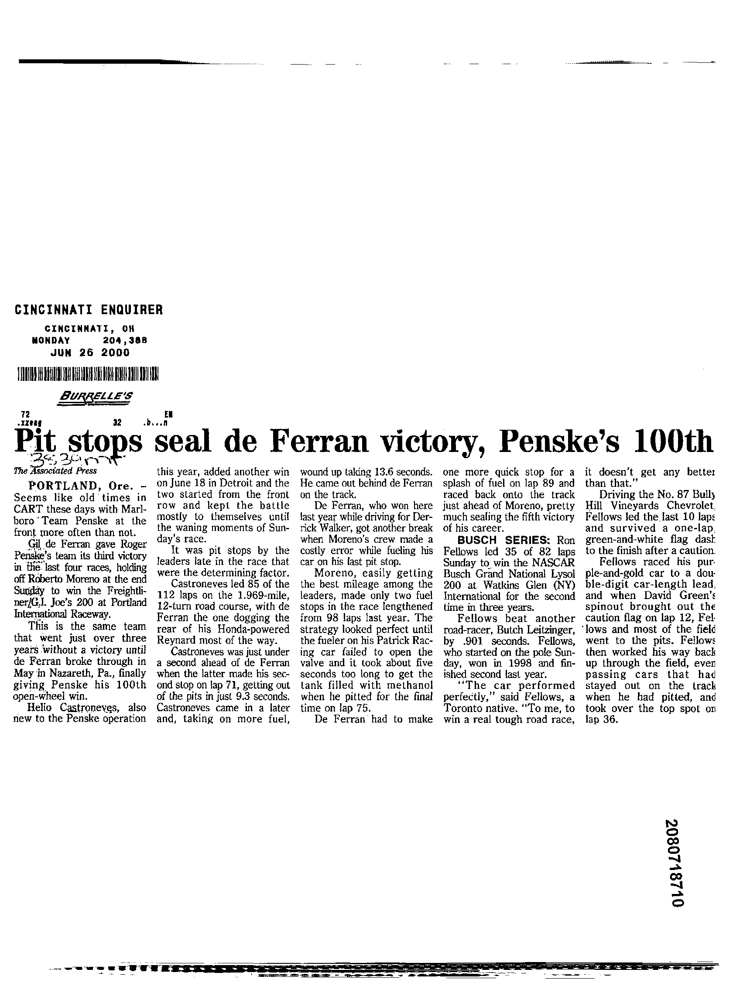 CINCINNATI ENQUIRER
CINCINNATI, OH
MONDAY 204,388
JUN 26 2000
BURRELLE'S
72 EN
.xz... 32 .b...n
Pit stops seal de Ferran victory, Penske's 100th
The Associated Press
PORTLAND, Ore. –
Seems like old times in
CART these days with Marl-
boro Team Penske at the
front more often than not.
Gil de Ferran gave Roger
Penske's team its third victory
in the last four races, holding
off Roberto Moreno at the end
Sunday to win the Freightli-
ner/G.I. Joe's 200 at Portland
International Raceway.
This is the same team
that went just over three
years without a victory until
de Ferran broke through in
May in Nazareth, Pa., finally
giving Penske his 100th
open-wheel win.
Helio Castroneves, also
new to the Penske operation
this year, added another win
on June 18 in Detroit and the
two started from the front
row and kept the battle
mostly to themselves until
the waning moments of Sun-
day's race.
It was pit stops by the
leaders late in the race that
were the determining factor.
Castroneves led 85 of the
112 laps on the 1.969-mile,
12-turn road course, with de
Ferran the one dogging the
rear of his Honda-powered
Reynard most of the way.
Castroneves was just under
a second ahead of de Ferran
when the latter made his sec-
ond stop on lap 71, getting out
of the pits in just 9.3 seconds.
Castroneves came in a later
and, taking on more fuel,
wound up taking 13.6 seconds.
He came out behind de Ferran
on the track.
De Ferran, who won here
last year while driving for Der-
rick Walker, got another break
when Moreno's crew made a
costly error while fueling his
car on his last pit stop.
Moreno, easily getting
the best mileage among the
leaders, made only two fuel
stops in the race lengthened
from 98 laps last year. The
strategy looked perfect until
the fueler on his Patrick Rac-
ing car failed to open the
valve and it took about five
seconds too long to get the
tank filled with methanol
when he pitted for the final
time on lap 75.
De Ferran had to make
one more quick stop for a
splash of fuel on lap 89 and
raced back onto the track
just ahead of Moreno, pretty
much sealing the fifth victory
of his career.
BUSCH SERIES: Ron
Fellows led 35 of 82 laps
Sunday to win the NASCAR
Busch Grand National Lysol
200 at Watkins Glen (NY)
International for the second
time in three years.
Fellows beat another
road-racer, Butch Leitzinger,
by .901 seconds. Fellows,
who started on the pole Sun-
day, won in 1998 and fin-
ished second last year.
"The car performed
perfectly," said Fellows, a
Toronto native. "To me, to
win a real tough road race,
it doesn't get any better
than that."
Driving the No. 87 Bully
Hill Vineyards Chevrolet,
Fellows led the last 10 laps
and survived a one-lap,
green-and-white flag dash
to the finish after a caution.
Fellows raced his pur-
ple-and-gold car to a dou-
ble-digit car-length lead,
and when David Green's
spinout brought out the
caution flag on lap 12, Fel-
lows and most of the field
went to the pits. Fellows
then worked his way back
up through the field, even
passing cars that had
stayed out on the track
when he had pitted, and
took over the top spot on
lap 36.
2080718710